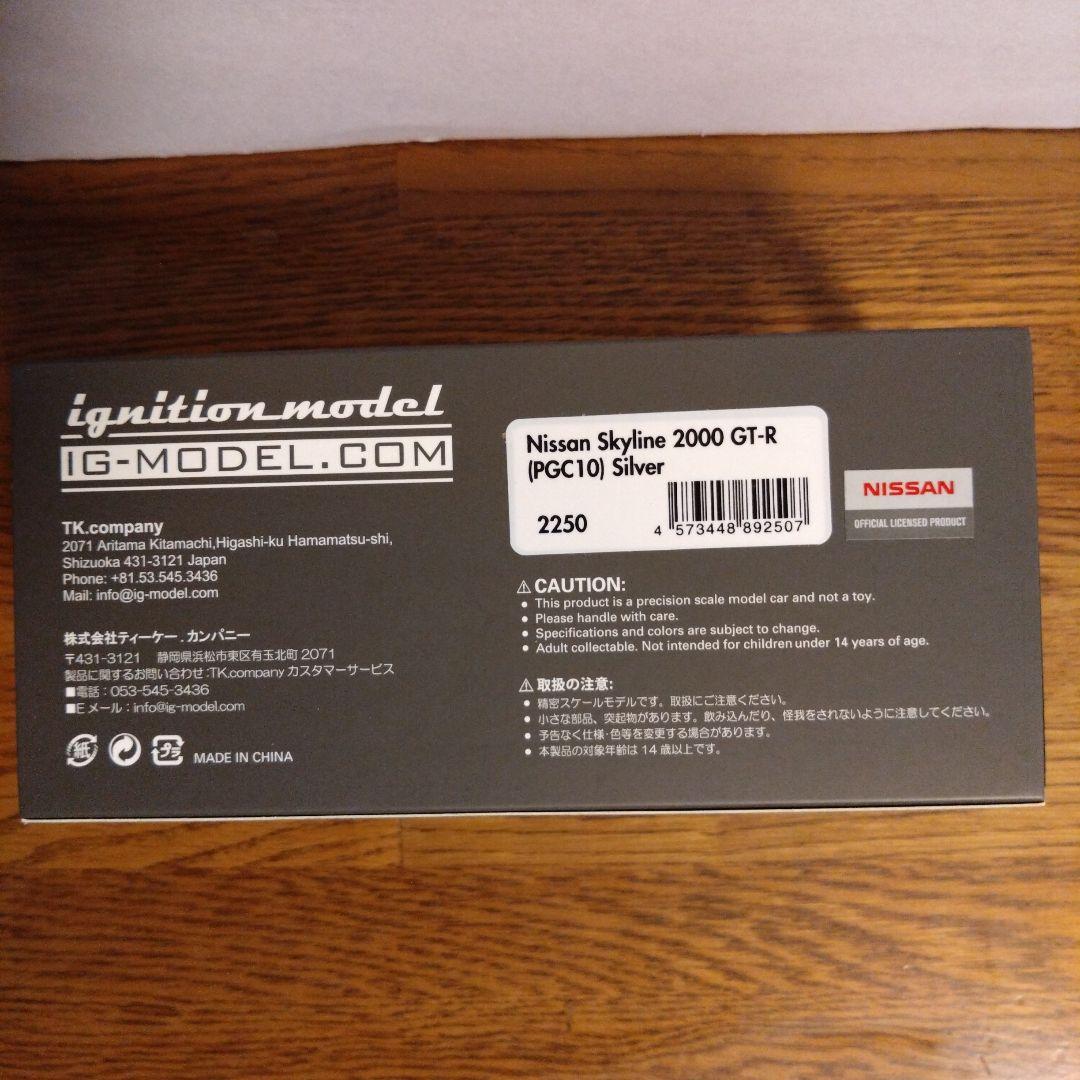 ignition model
IG-MODEL.COM
TK.company
2071 Aritama Kitamachi,Higashi-ku Hamamatsu-shi,
Shizuoka 431-3121 Japan
Phone: +81.53.545.3436
Mail: info@ig-model.com
株式会社ティーケー.カンパニー
〒431-3121 静岡県浜松市東区有玉北町 2071
製品に関するお問い合わせ:TK.company カスタマーサービス
■電話:053-545-3436
■Eメール:info@ig-model.com
紙 プラ MADE IN CHINA
Nissan Skyline 2000 GT-R
(PGC10) Silver
2250
4 573448 892507
NISSAN
OFFICIAL LICENSED PRODUCT
⚠ CAUTION:
• This product is a precision scale model car and not a toy.
• Please handle with care.
• Specifications and colors are subject to change.
• Adult collectable. Not intended for children under 14 years of age.
⚠ 取扱の注意:
• 精密スケールモデルです。取扱にご注意ください。
• 小さな部品、突起物があります。飲み込んだり、怪我をされないように注意してください。
• 予告なく仕様・色等を変更する場合があります。
• 本製品の対象年齢は 14 歳以上です。